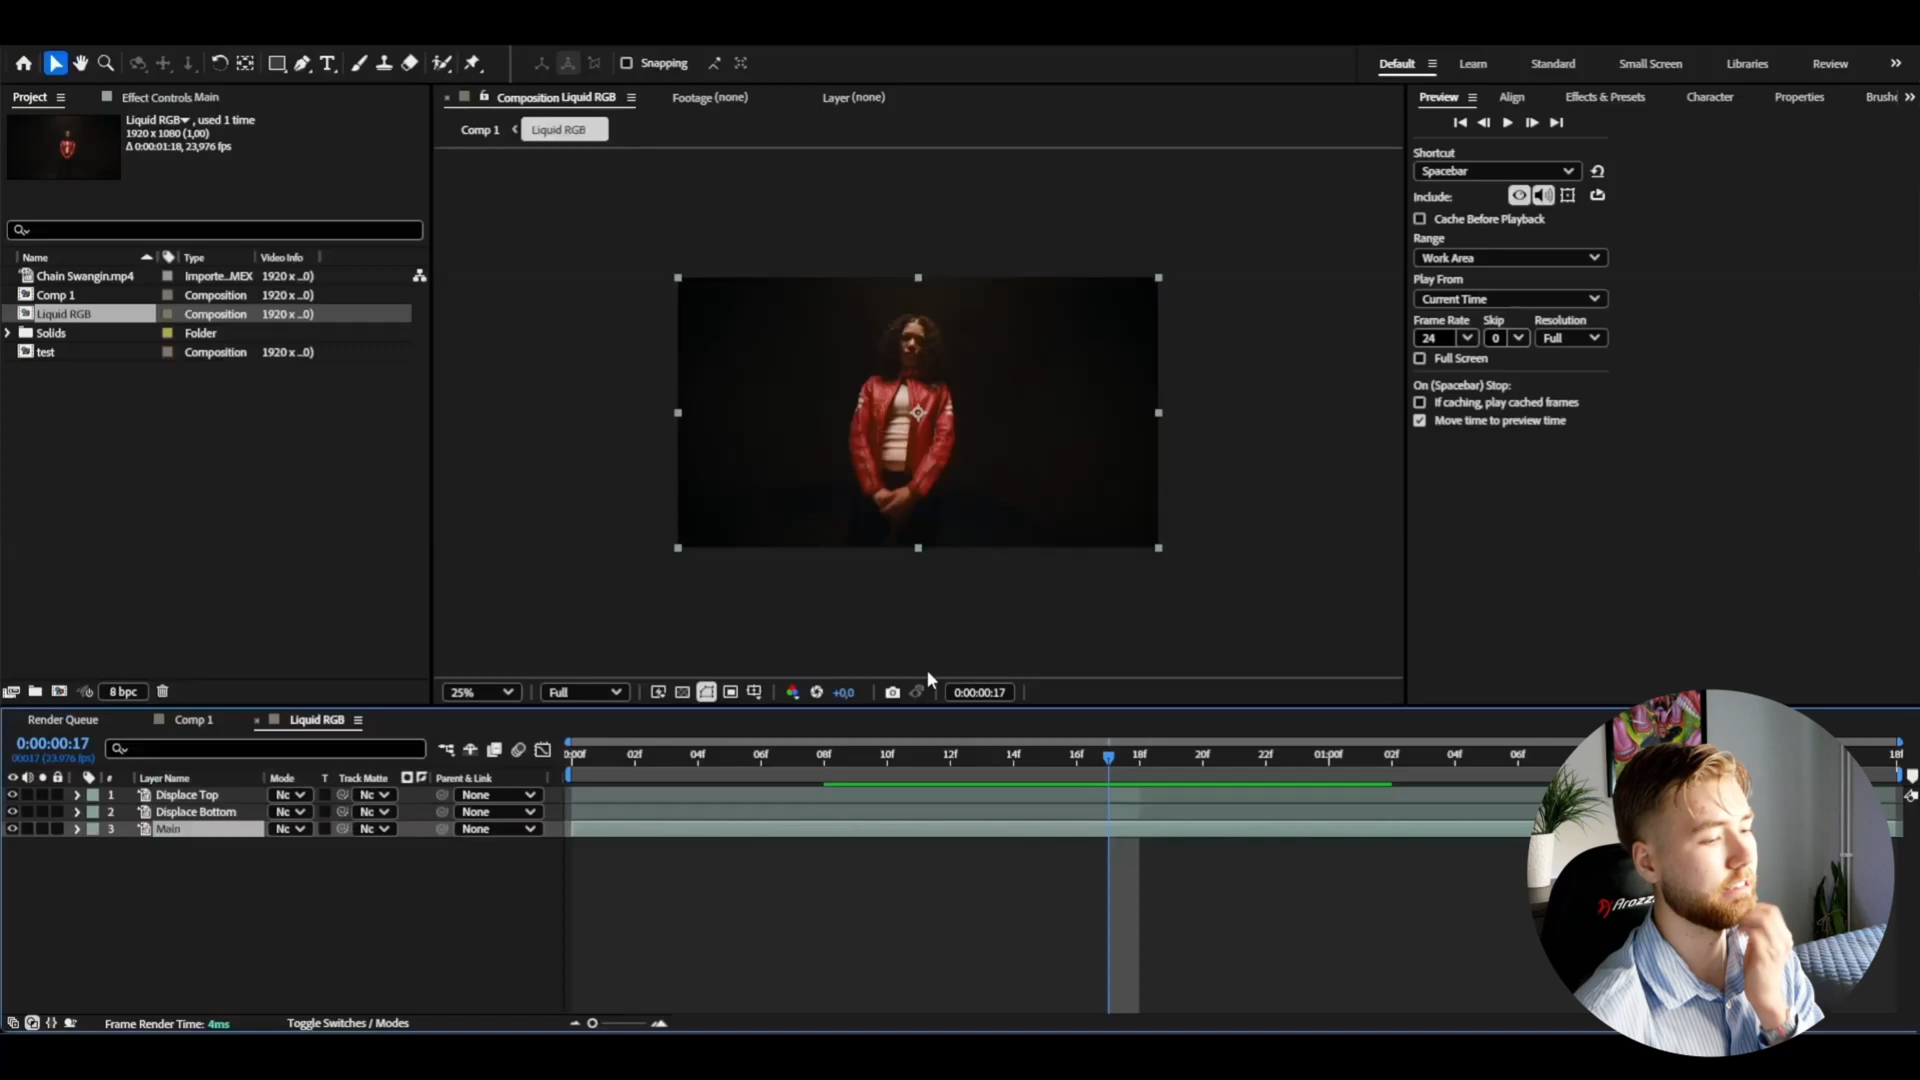 Snapping
Default
Learn
Standard
Small Screen
Libraries
Review
Project
Effect Controls Main
Composition Liquid RGB
Footage (none)
Layer (none)
Preview
Align
Effects & Presets
Character
Properties
Brushe
Liquid RGB , used 1 time
1920 x 1080 (1,00)
Δ 0:00:01:18, 23,976 fps
Comp 1
Liquid RGB
Shortcut
Spacebar
Include:
Cache Before Playback
Range
Work Area
Play From
Current Time
Frame Rate Skip Resolution
24 0 Full
Full Screen
On (Spacebar) Stop:
If caching, play cached frames
Move time to preview time
Name Type Video Info
Chain Swangin.mp4 Importe...MEX 1920 x ...0)
Comp 1 Composition 1920 x ...0)
Liquid RGB Composition 1920 x ...0)
Solids Folder
test Composition 1920 x ...0)
8 bpc
25%
Full
+0,0
0:00:00:17
Render Queue
Comp 1
Liquid RGB
0:00:00:17
00017 (23.976 fps)
0:00f 02f 04f 06f 08f 10f 12f 14f 16f 18f 20f 22f 01:00f 02f 04f 06f 18f
# Layer Name Mode T Track Matte Parent & Link
1 Displace Top Nc Nc None
2 Displace Bottom Nc Nc None
3 Main Nc Nc None
Arozz
Frame Render Time: 4ms
Toggle Switches / Modes